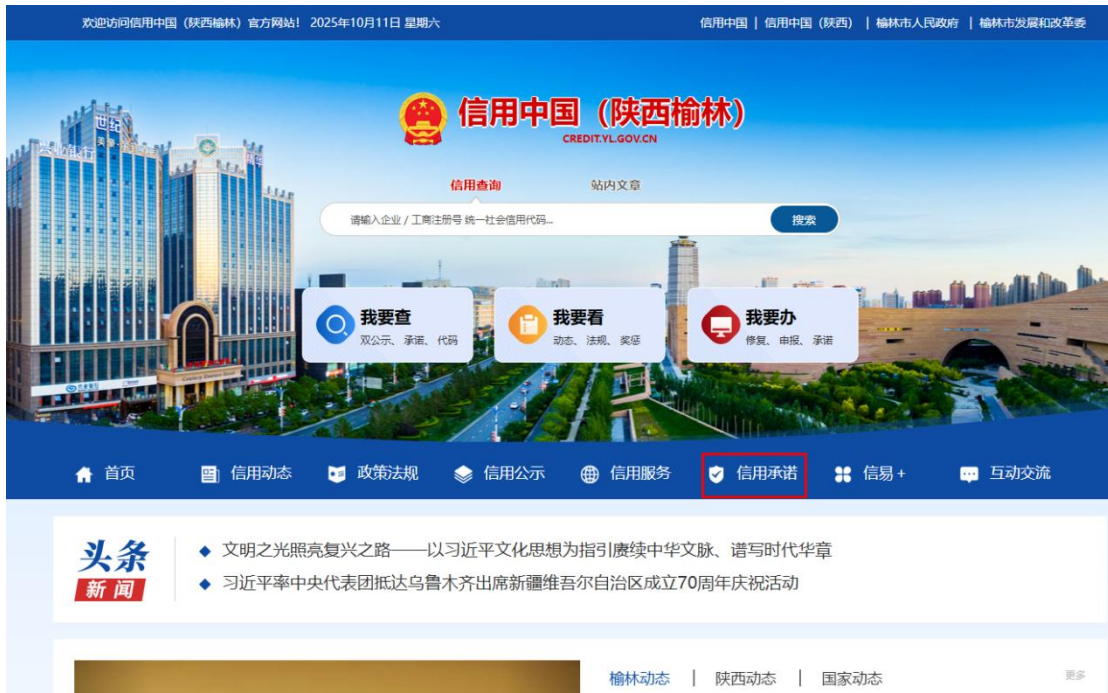 欢迎访问信用中国（陕西榆林）官方网站！ 2025年10月11日 星期六
信用中国 | 信用中国（陕西） | 榆林市人民政府 | 榆林市发展和改革委
信用中国（陕西榆林）
CREDIT.YL.GOV.CN
信用查询 站内文章
请输入企业 / 工商注册号 统一社会信用代码... 搜索
世纪
兴业银行
我要查 我要看 我要办
双公示、 承诺、 代码 动态、 法规、 奖惩 修复、 申报、 承诺
首页 信用动态 政策法规 信用公示 信用服务 信用承诺 信易+ 互动交流
头条
新闻
文明之光照亮复兴之路——以习近平文化思想为指引赓续中华文脉、谱写时代华章
习近平率中央代表团抵达乌鲁木齐出席新疆维吾尔自治区成立70周年庆祝活动
榆林动态 | 陕西动态 | 国家动态 更多